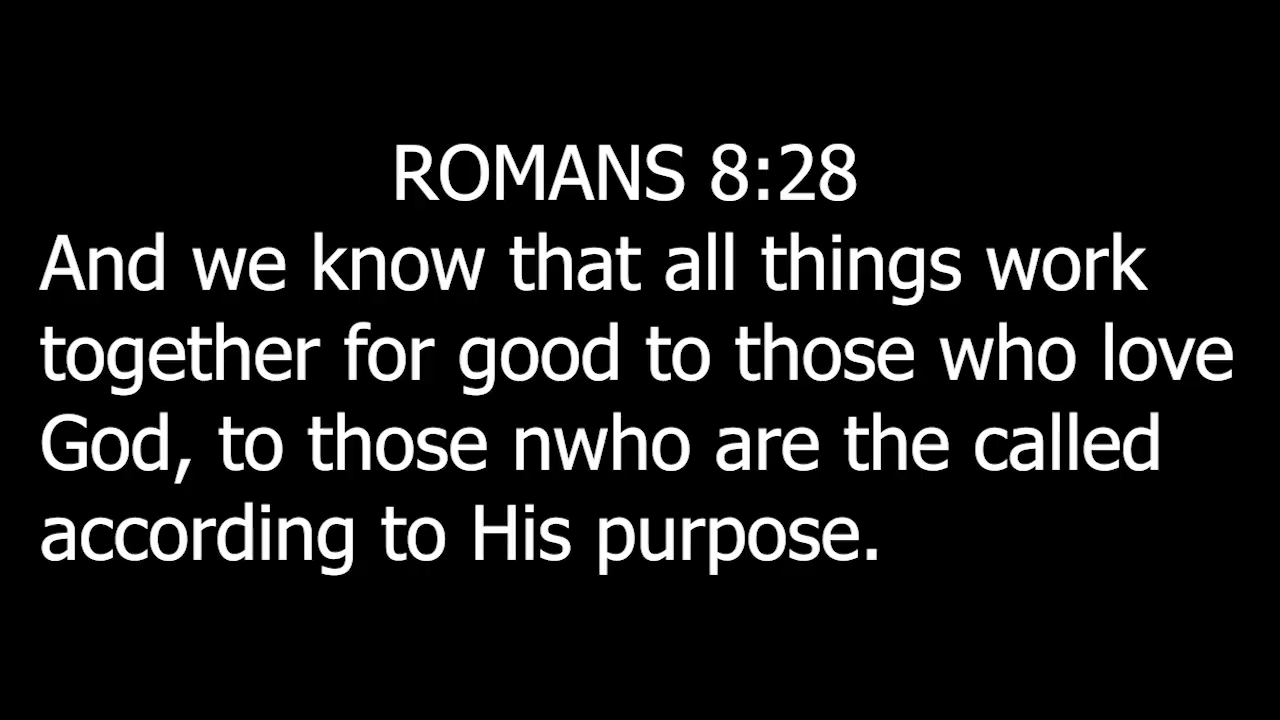 ROMANS 8:28
And we know that all things work
together for good to those who love
God, to those nwho are the called
according to His purpose.